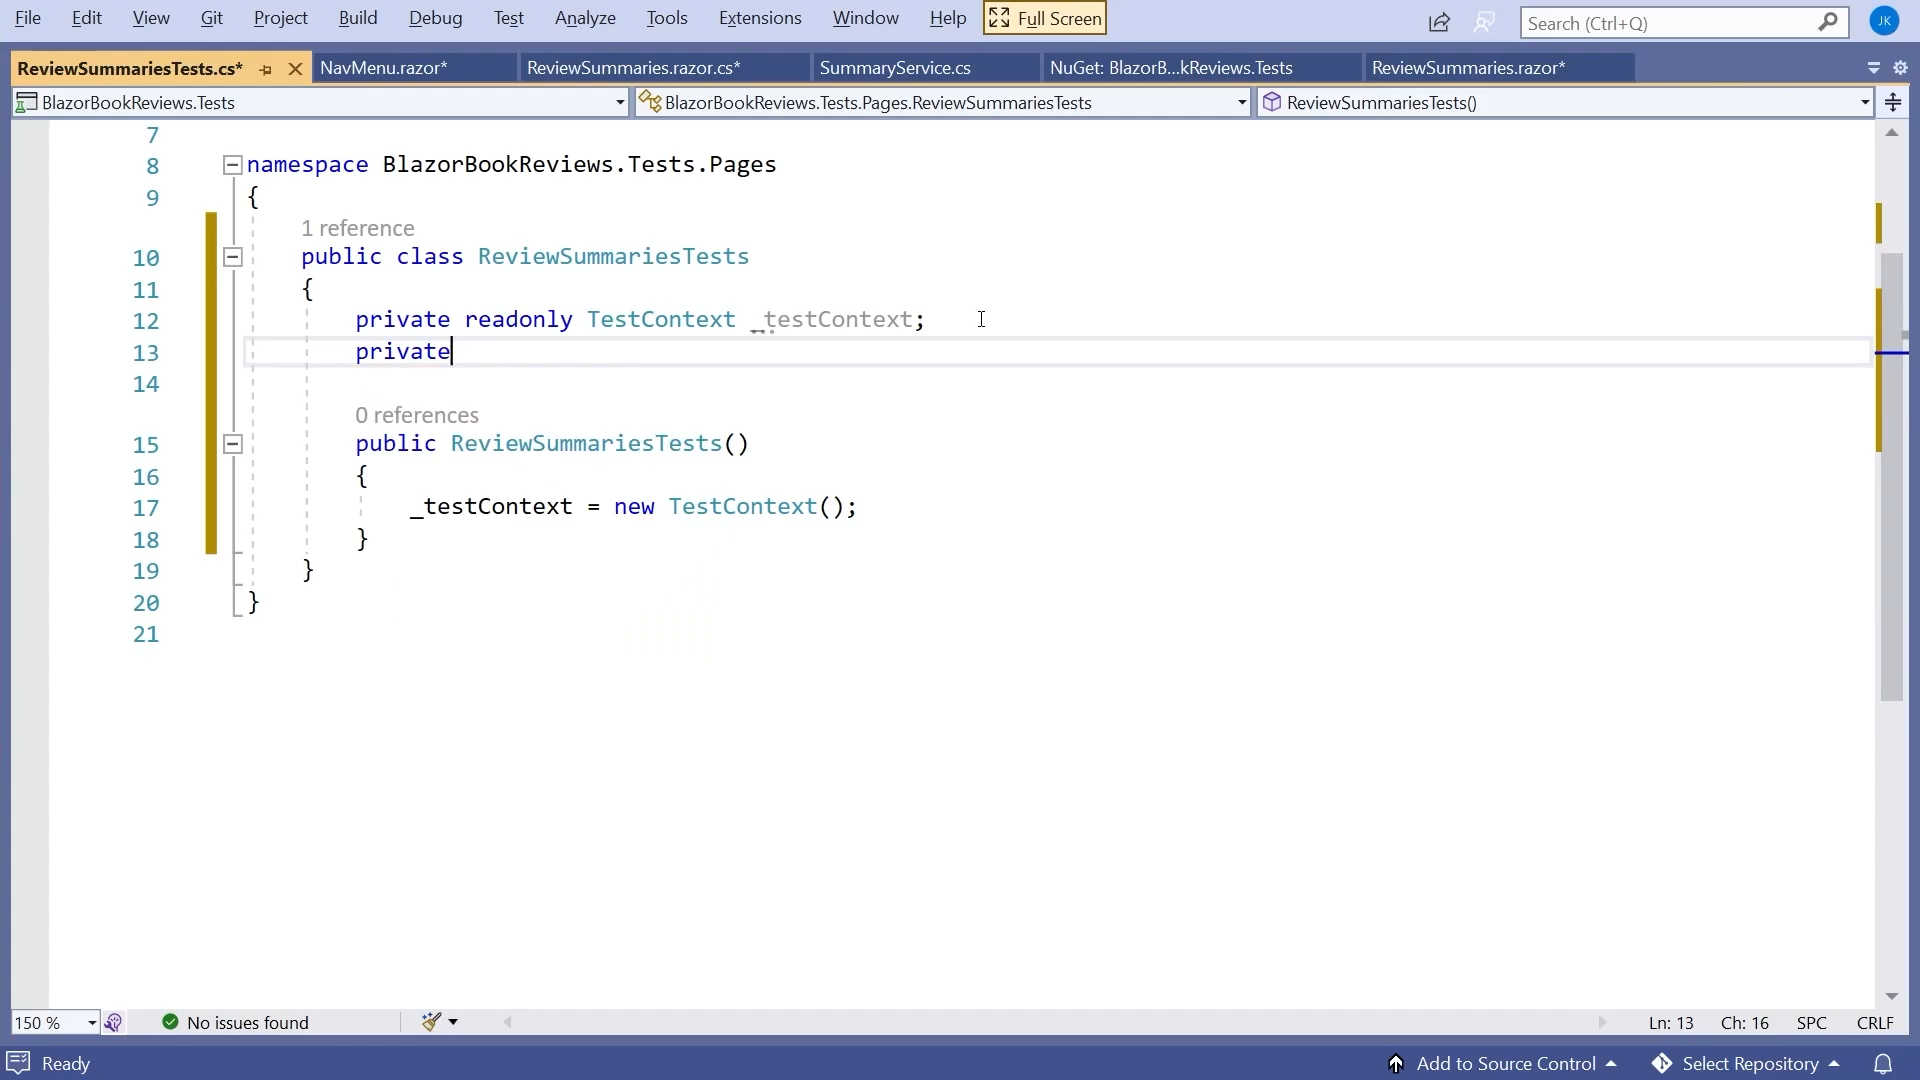 File Edit View Git Project Build Debug Test Analyze Tools Extensions Window Help Full Screen Search (Ctrl+Q) JK
ReviewSummariesTests.cs* NavMenu.razor* ReviewSummaries.razor.cs* SummaryService.cs NuGet: BlazorB...kReviews.Tests ReviewSummaries.razor*
BlazorBookReviews.Tests BlazorBookReviews.Tests.Pages.ReviewSummariesTests ReviewSummariesTests()
7
8 namespace BlazorBookReviews.Tests.Pages
9 {
1 reference
10 public class ReviewSummariesTests
11 {
12 private readonly TestContext _testContext;
13 private
14
0 references
15 public ReviewSummariesTests()
16 {
17 _testContext = new TestContext();
18 }
19 }
20 }
21
150 % No issues found Ln: 13 Ch: 16 SPC CRLF
Ready Add to Source Control Select Repository